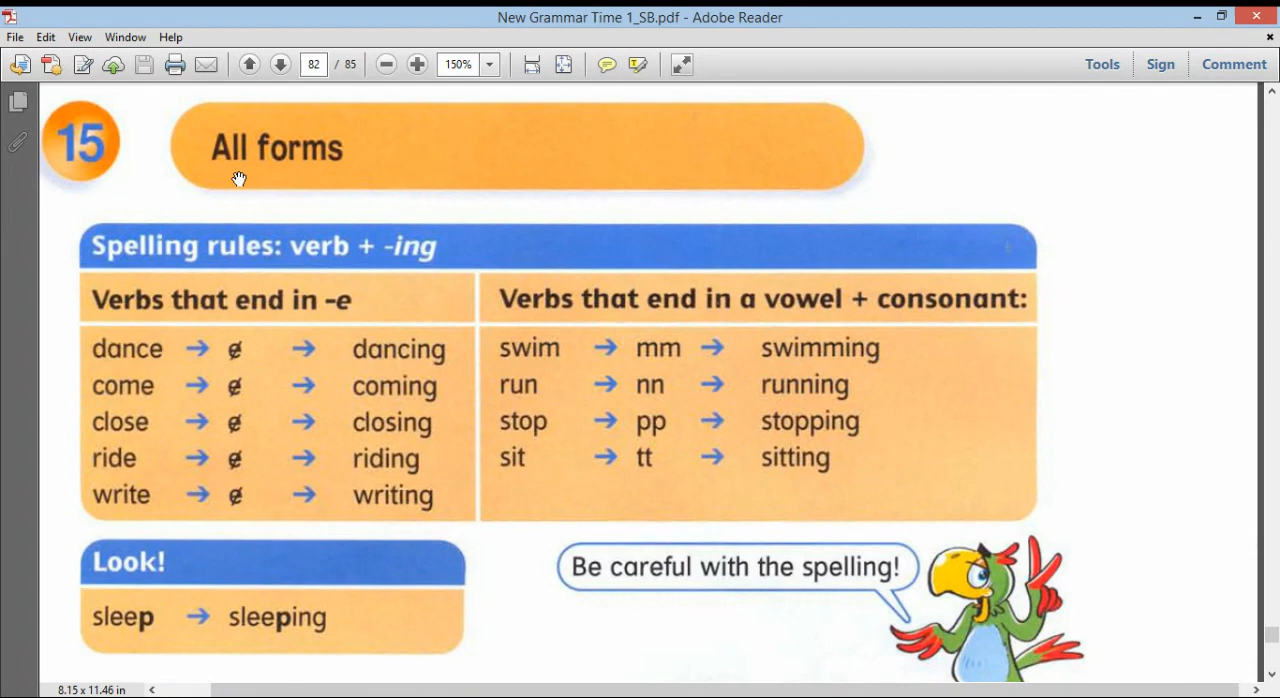 New Grammar Time 1_SB.pdf - Adobe Reader
File Edit View Window Help
82 / 85 150% Tools Sign Comment
15 All forms
Spelling rules: verb + -ing
Verbs that end in -e Verbs that end in a vowel + consonant:
dance → e → dancing swim → mm → swimming
come → e → coming run → nn → running
close → e → closing stop → pp → stopping
ride → e → riding sit → tt → sitting
write → e → writing
Look!
Be careful with the spelling!
sleep → sleeping
8.15 x 11.46 in